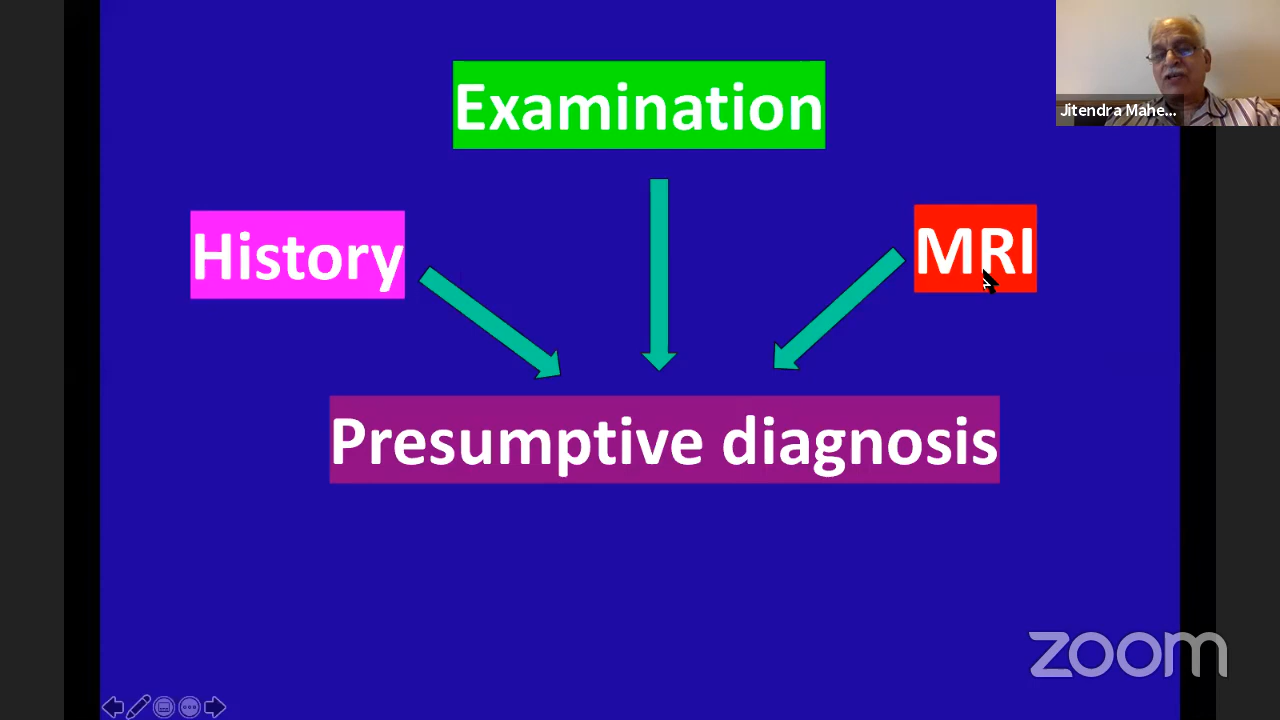 Examination
Jitendra Mahe...
History
MRI
Presumptive diagnosis
zoom